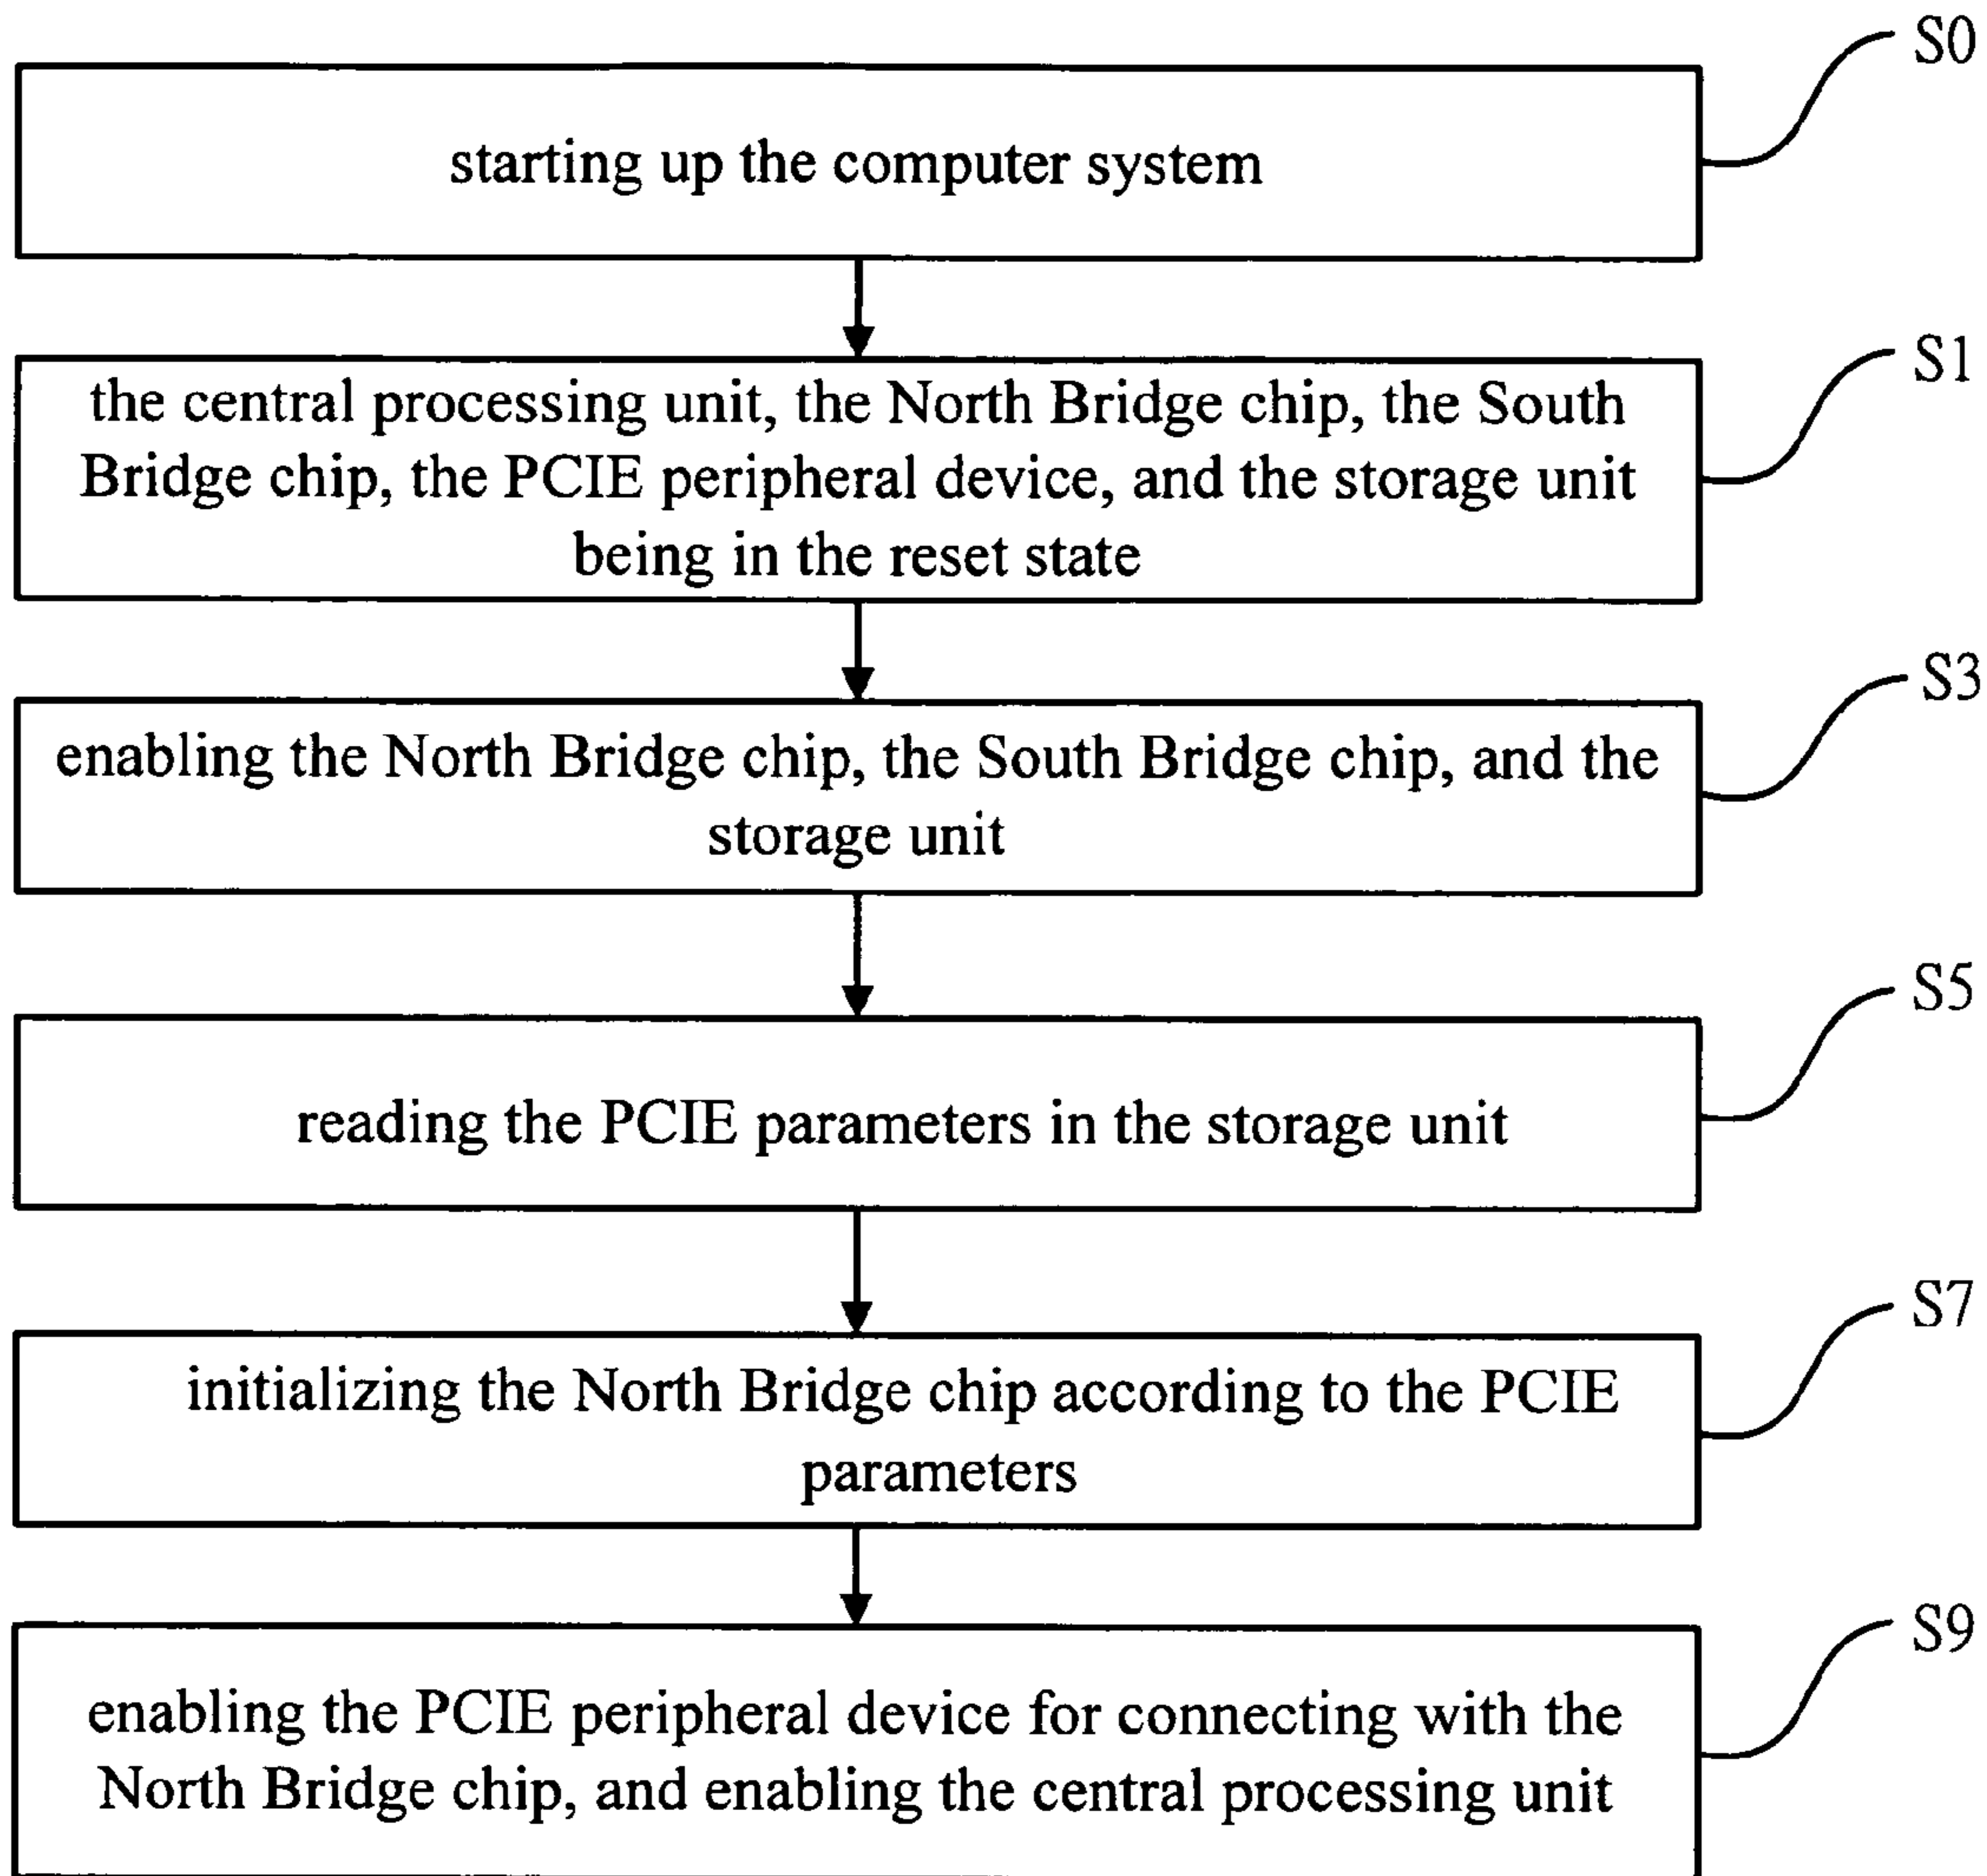 S0
starting up the computer system
S1
the central processing unit, the North Bridge chip, the South
Bridge chip, the PCIE peripheral device, and the storage unit
being in the reset state
S3
enabling the North Bridge chip, the South Bridge chip, and the
storage unit
S5
reading the PCIE parameters in the storage unit
S7
initializing the North Bridge chip according to the PCIE
parameters
S9
enabling the PCIE peripheral device for connecting with the
North Bridge chip, and enabling the central processing unit